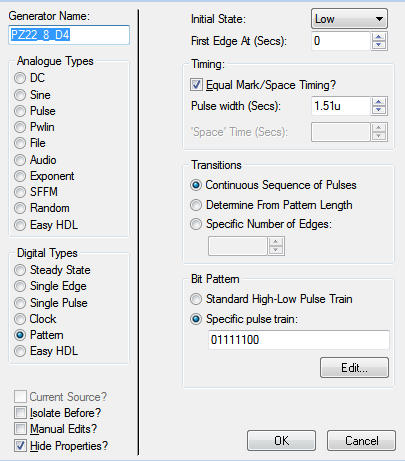 Generator Name:
PZ22_8_D4
Analogue Types
DC
Sine
Pulse
Pwlin
File
Audio
Exponent
SFFM
Random
Easy HDL
Digital Types
Steady State
Single Edge
Single Pulse
Clock
Pattern
Easy HDL
Current Source?
Isolate Before?
Manual Edits?
Hide Properties?
Initial State: Low
First Edge At (Secs): 0
Timing:
Equal Mark/Space Timing?
Pulse width (Secs): 1.51u
'Space' Time (Secs):
Transitions
Continuous Sequence of Pulses
Determine From Pattern Length
Specific Number of Edges:
Bit Pattern
Standard High-Low Pulse Train
Specific pulse train:
01111100
Edit...
OK Cancel